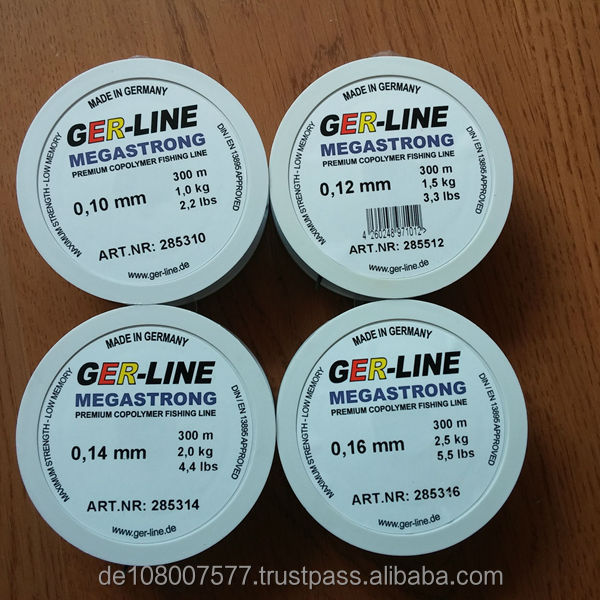 MADE IN GERMANY
GER-LINE
MEGASTRONG
PREMIUM COPOLYMER FISHING LINE
MAXIMUM STRENGTH - LOW MEMORY
DIN / EN 13895 APPROVED
0,10 mm
300 m
1,0 kg
2,2 lbs
ART.NR: 285310
www.ger-line.de
MADE IN GERMANY
GER-LINE
MEGASTRONG
PREMIUM COPOLYMER FISHING LINE
MAXIMUM STRENGTH - LOW MEMORY
DIN / EN 13895 APPROVED
0,12 mm
300 m
1,5 kg
3,3 lbs
4 260248 971012
ART.NR: 285512
www.ger-line.de
MADE IN GERMANY
GER-LINE
MEGASTRONG
PREMIUM COPOLYMER FISHING LINE
MAXIMUM STRENGTH - LOW MEMORY
DIN / EN 13895 APPROVED
0,14 mm
300 m
2,0 kg
4,4 lbs
ART.NR: 285314
www.ger-line.de
MADE IN GERMANY
GER-LINE
MEGASTRONG
PREMIUM COPOLYMER FISHING LINE
MAXIMUM STRENGTH - LOW MEMORY
DIN / EN 13895 APPROVED
0,16 mm
300 m
2,5 kg
5,5 lbs
ART.NR: 285316
www.ger-line.de
de108007577.trustpass.alibaba.com